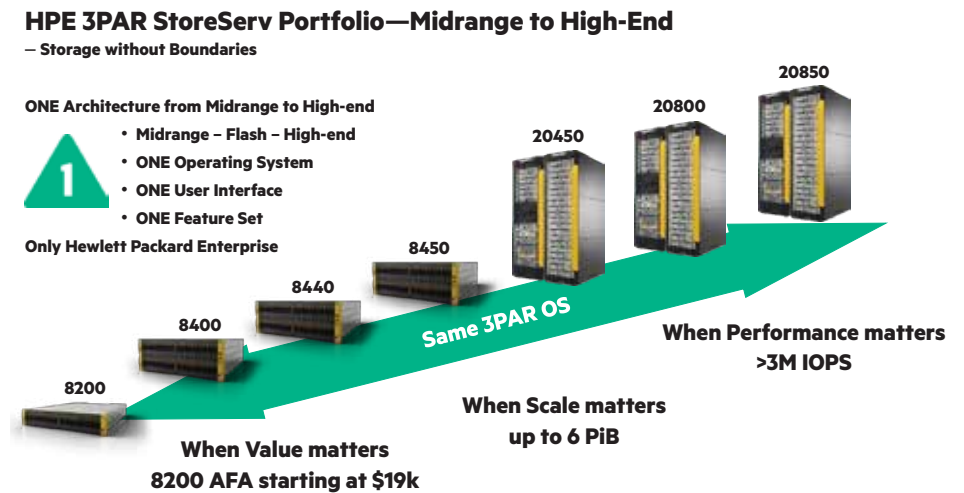 HPE 3PAR StoreServ Portfolio—Midrange to High-End
— Storage without Boundaries
ONE Architecture from Midrange to High-end
1
• Midrange – Flash – High-end
• ONE Operating System
• ONE User Interface
• ONE Feature Set
Only Hewlett Packard Enterprise
8200
8400
8440
8450
20450
20800
20850
Same 3PAR OS
When Value matters
8200 AFA starting at $19k
When Scale matters
up to 6 PiB
When Performance matters
>3M IOPS